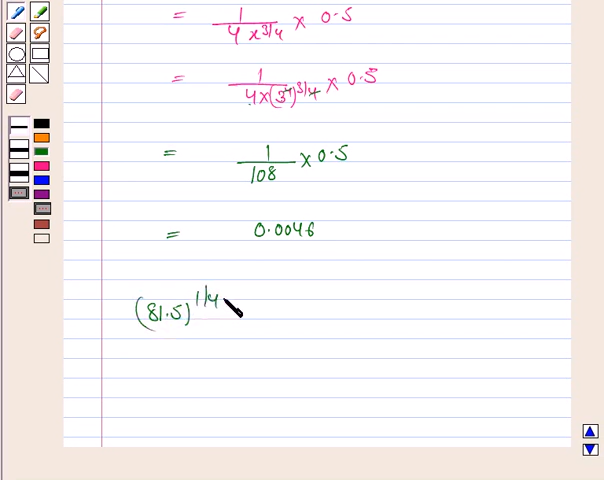 = 1/4x^3/4 × 0.5
= 1/4×(3^4)^3/4 × 0.5
= 1/108 × 0.5
= 0.0046
(81.5)^1/4